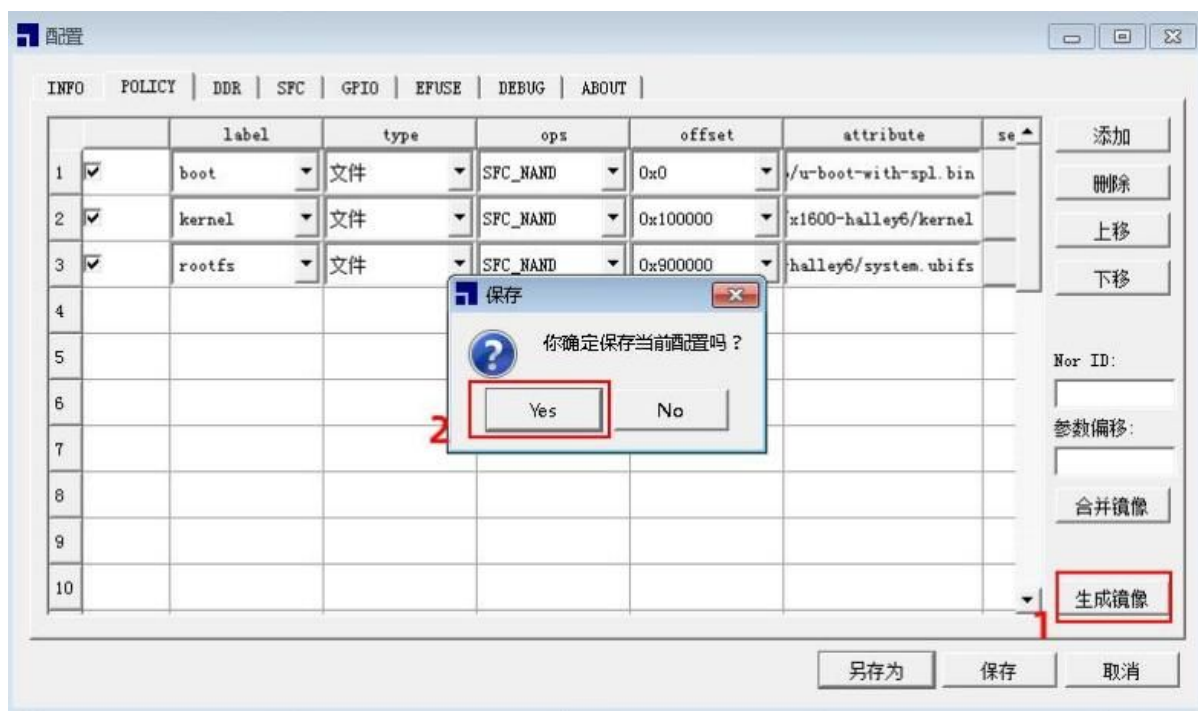 配置
INFO POLICY DDR SFC GPIO EFUSE DEBUG ABOUT
label type ops offset attribute se
1 boot 文件 SFC_NAND 0x0 /u-boot-with-spl.bin
2 kernel 文件 SFC_NAND 0x100000 x1600-halley6/kernel
3 rootfs 文件 SFC_NAND 0x900000 halley6/system.ubifs
4
5
6
7
8
9
10
添加
删除
上移
下移
Nor ID:
参数偏移:
合并镜像
生成镜像
1
保存
你确定保存当前配置吗？
Yes No
2
另存为 保存 取消